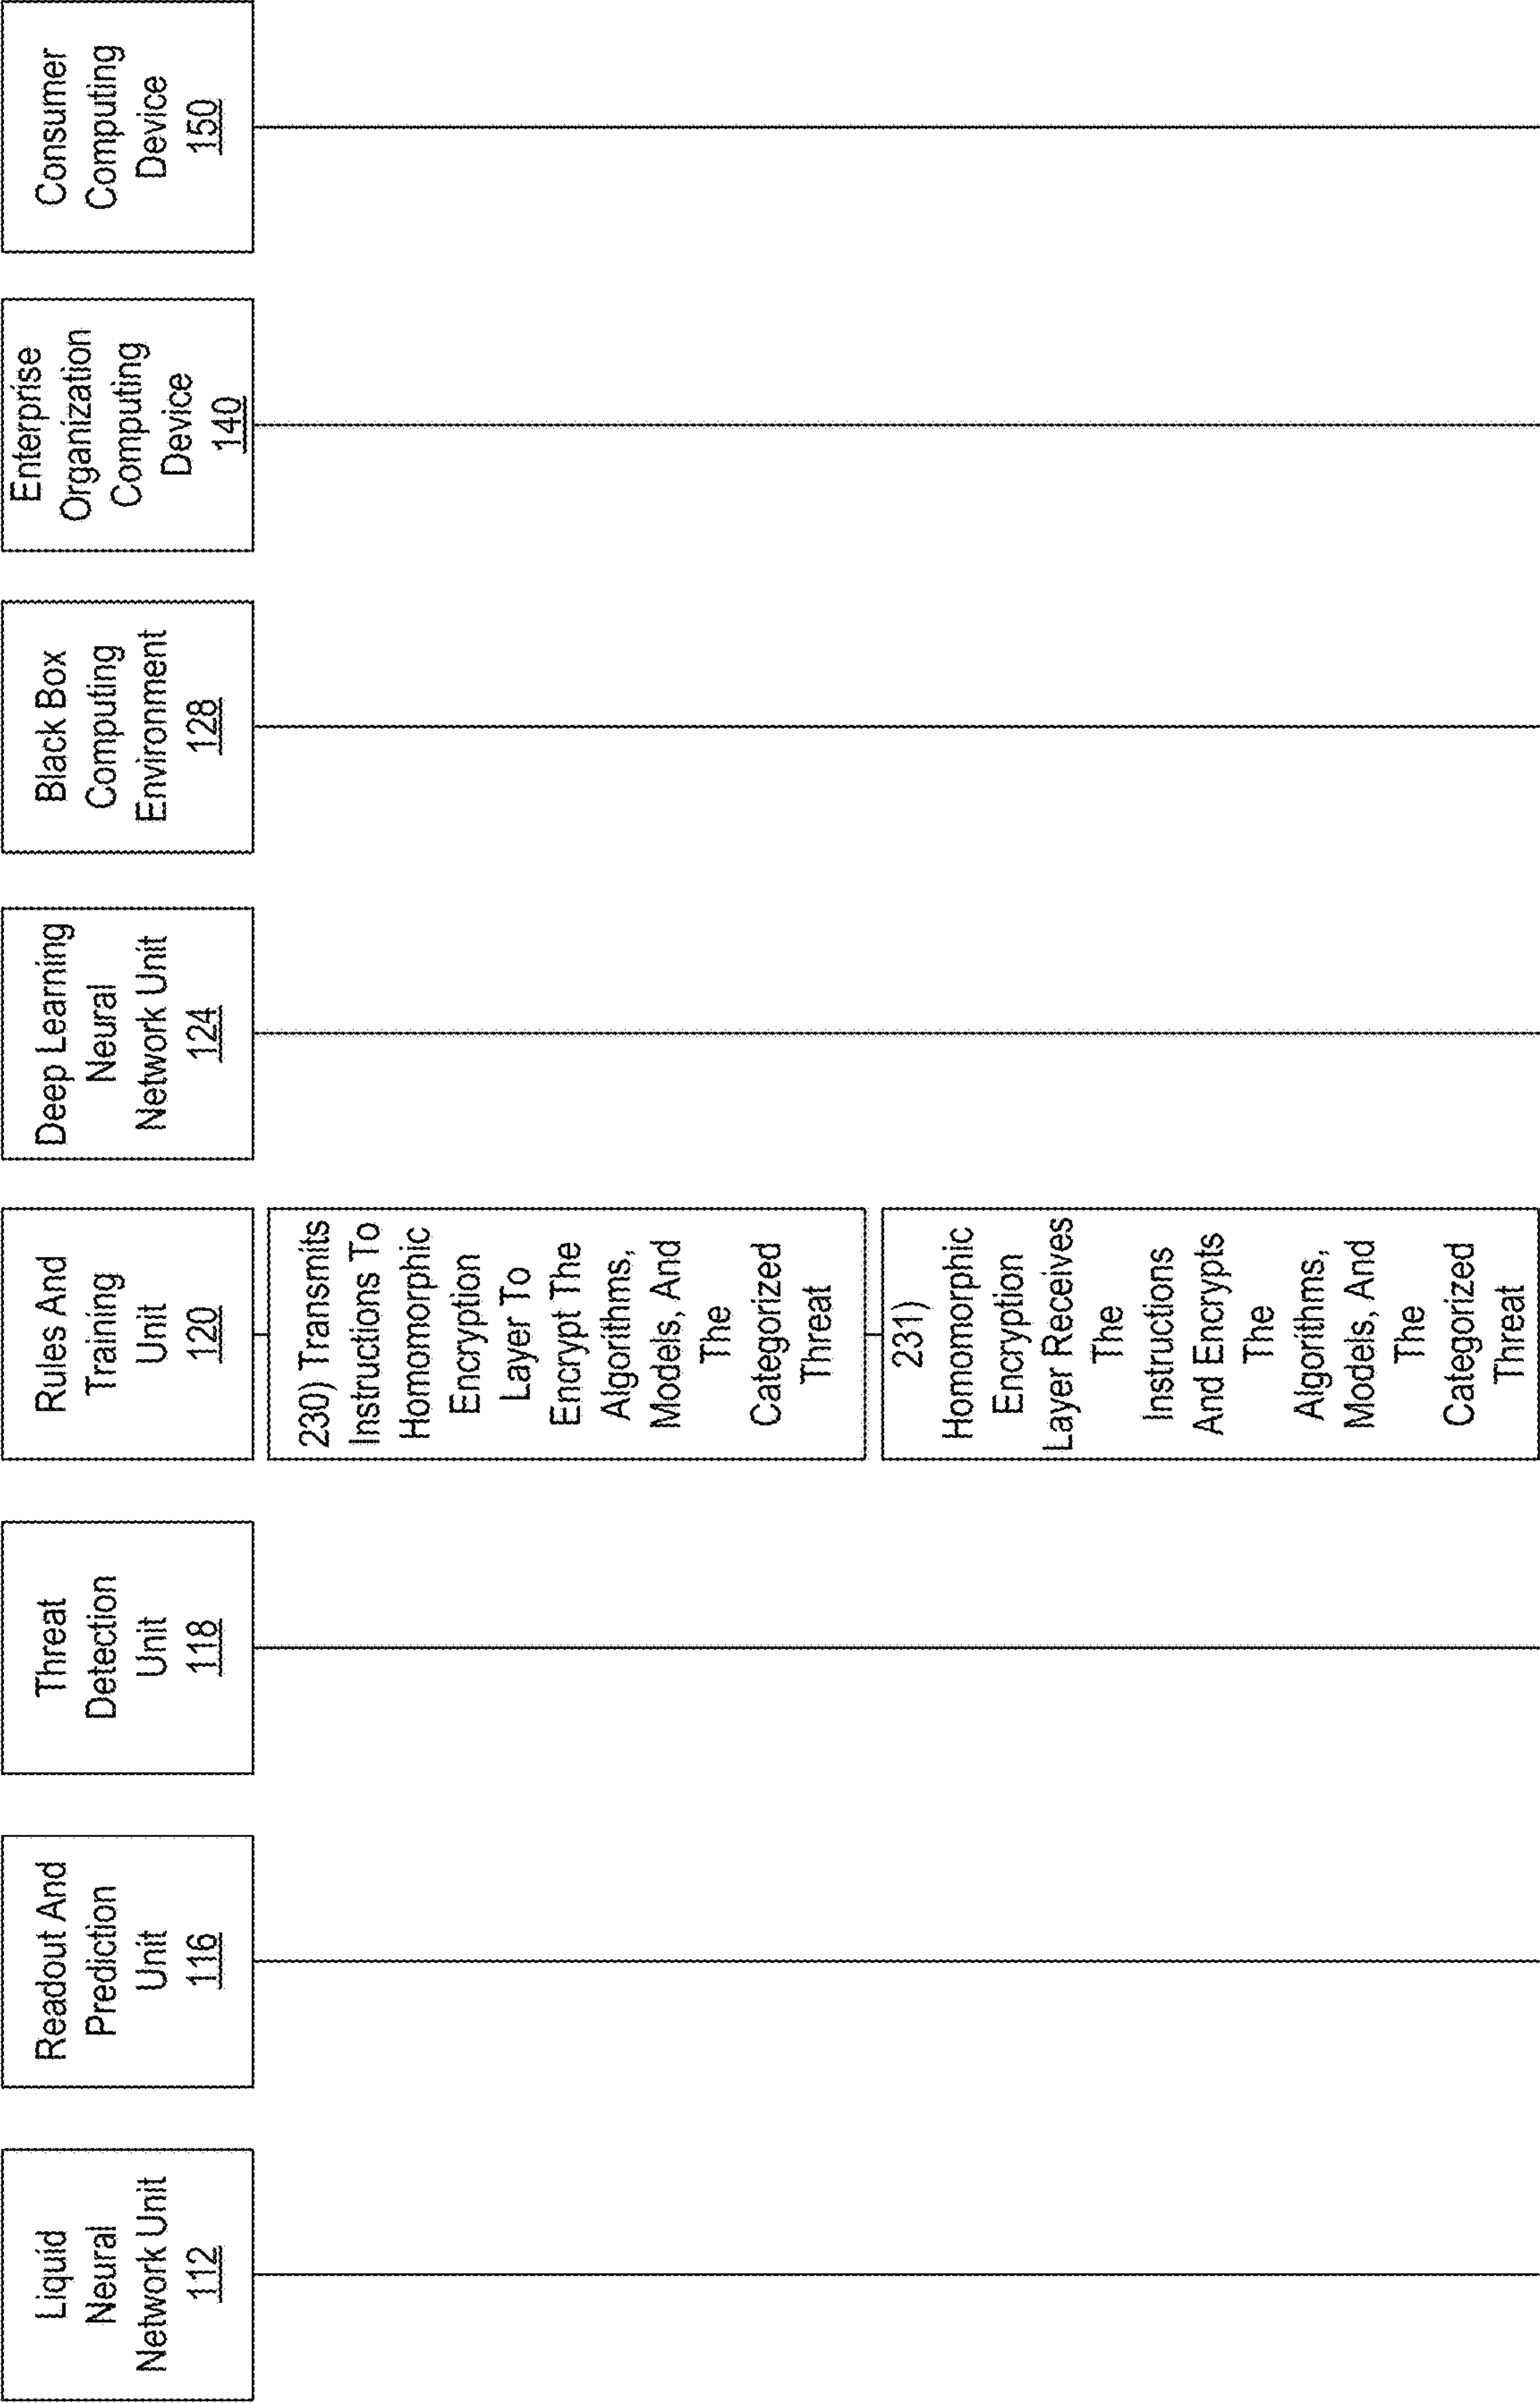 Liquid
Neural
Network Unit
112
Readout And
Prediction
Unit
116
Threat
Detection
Unit
118
Rules And
Training
Unit
120
Deep Learning
Neural
Network Unit
124
Black Box
Computing
Environment
128
Enterprise
Organization
Computing
Device
140
Consumer
Computing
Device
150
230) Transmits
Instructions To
Homomorphic
Encryption
Layer To
Encrypt The
Algorithms,
Models, And
The
Categorized
Threat
231)
Homomorphic
Encryption
Layer Receives
The
Instructions
And Encrypts
The
Algorithms,
Models, And
The
Categorized
Threat